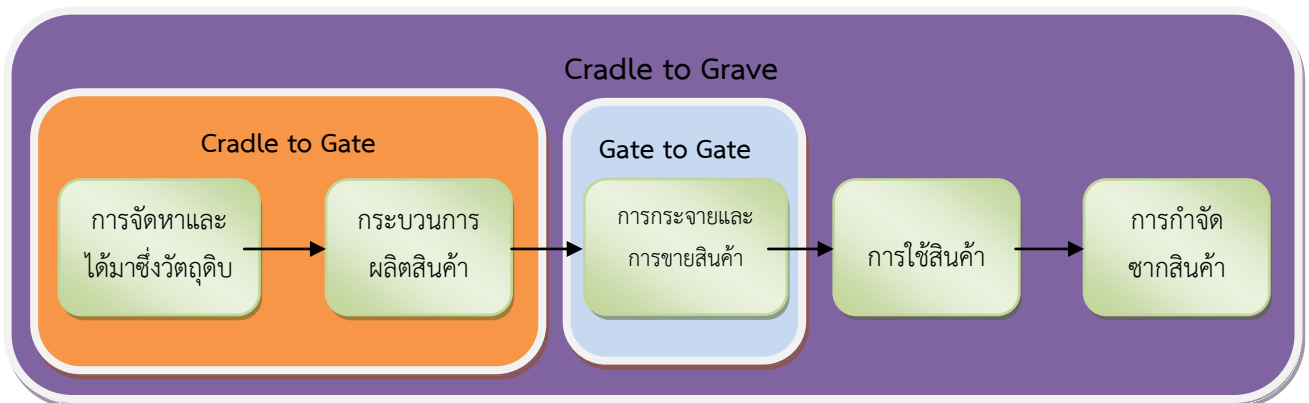 Cradle to Grave
Cradle to Gate
Gate to Gate
การจัดหาและ
ได้มาซึ่งวัตถุดิบ
กระบวนการ
ผลิตสินค้า
การกระจายและ
การขายสินค้า
การใช้สินค้า
การกำจัด
ซากสินค้า